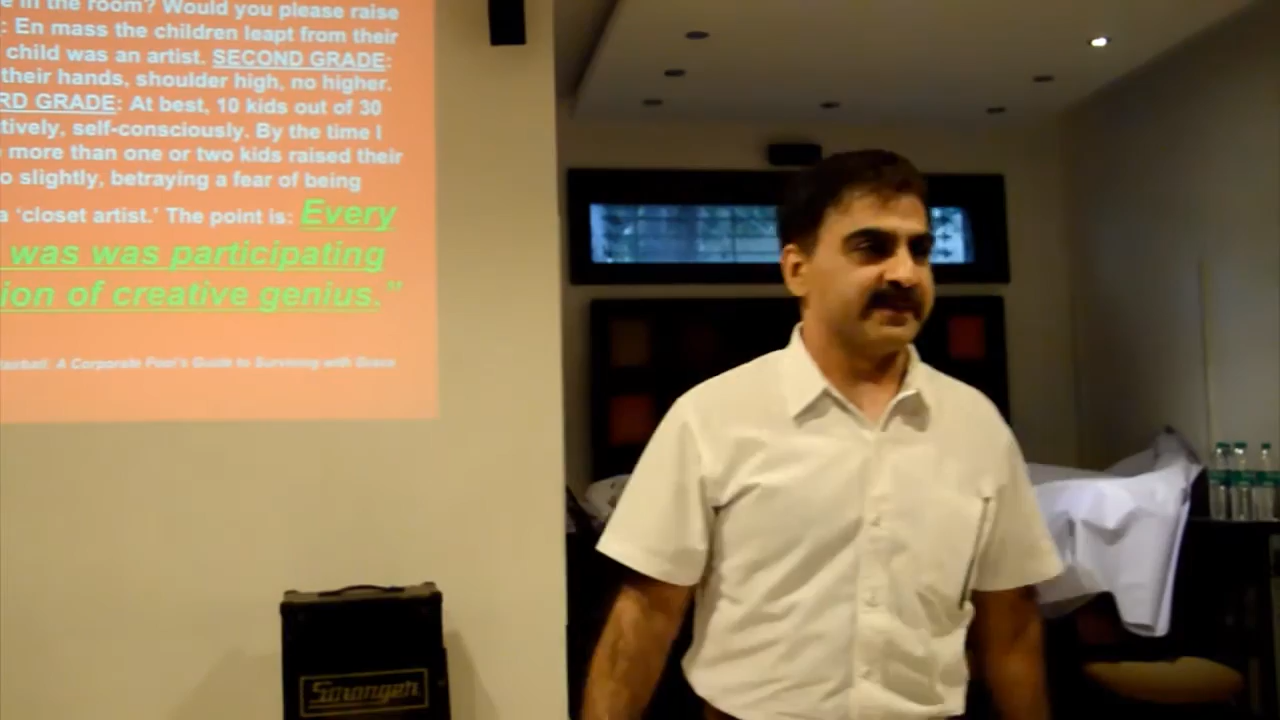 e in the room? Would you please raise
: En mass the children leapt from their
child was an artist. SECOND GRADE:
their hands, shoulder high, no higher.
RD GRADE: At best, 10 kids out of 30
tively, self-consciously. By the time I
more than one or two kids raised their
o slightly, betraying a fear of being
a ‘closet artist.’ The point is: Every
was was participating
ion of creative genius.”
A Corporate Fool's Guide to Surviving with Grace
Stranger